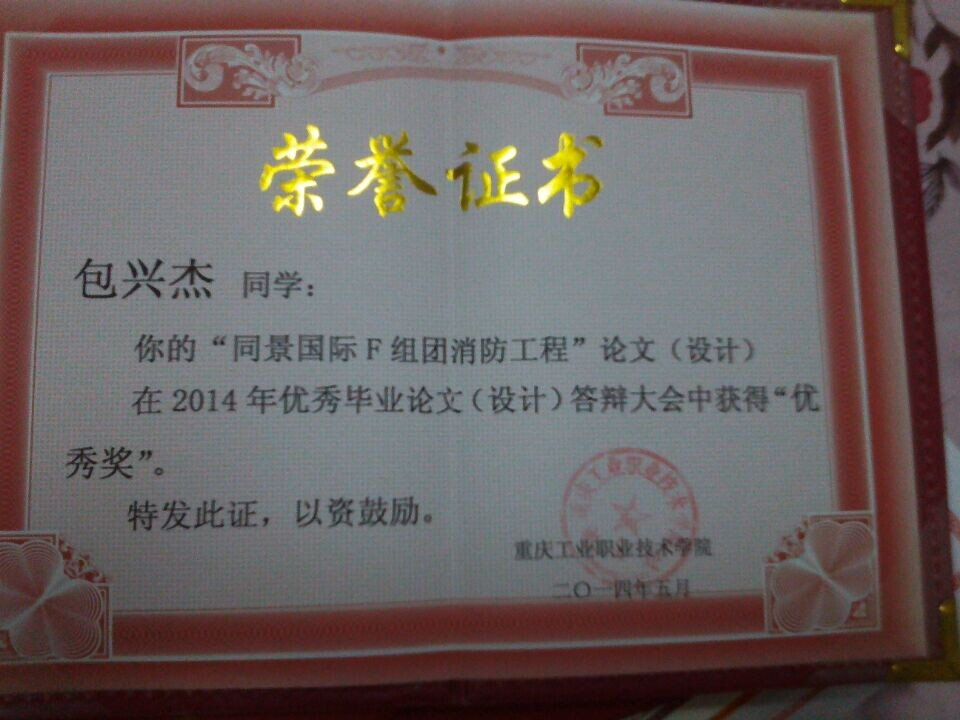 荣誉证书
包兴杰 同学：
你的“同景国际F组团消防工程”论文（设计）
在2014年优秀毕业论文（设计）答辩大会中获得“优
秀奖”。
特发此证，以资鼓励。
重庆工业职业技术学院
二〇一四年五月